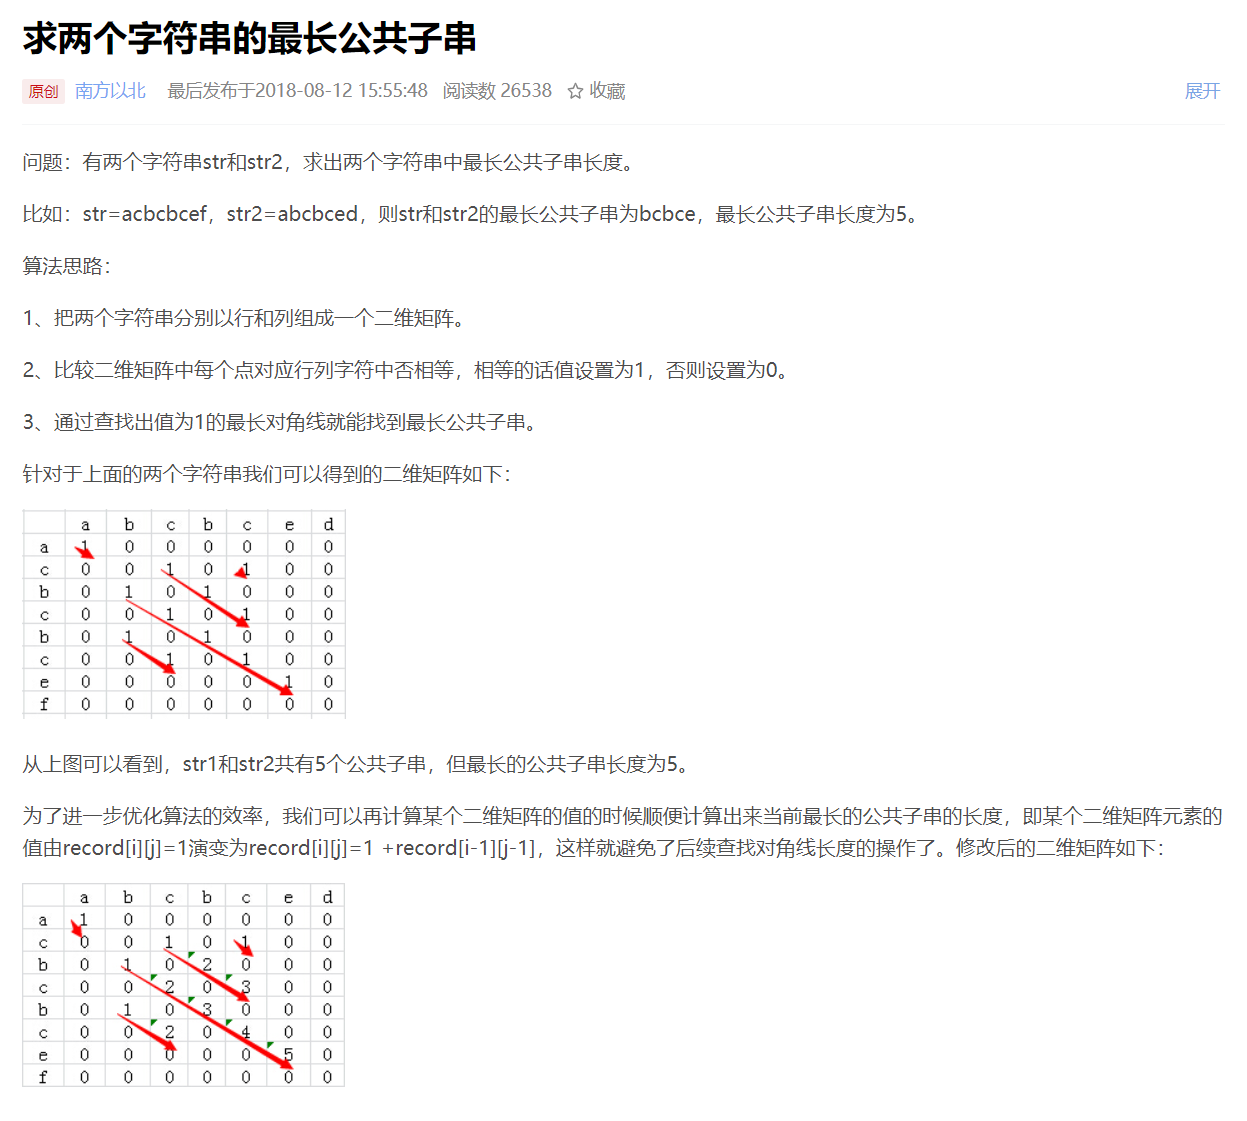 求两个字符串的最长公共子串
原创 南方以北 最后发布于2018-08-12 15:55:48 阅读数 26538 ☆ 收藏 展开
问题：有两个字符串str和str2，求出两个字符串中最长公共子串长度。
比如：str=acbcbcef，str2=abcbced，则str和str2的最长公共子串为bcbce，最长公共子串长度为5。
算法思路：
1、把两个字符串分别以行和列组成一个二维矩阵。
2、比较二维矩阵中每个点对应行列字符中否相等，相等的话值设置为1，否则设置为0。
3、通过查找出值为1的最长对角线就能找到最长公共子串。
针对于上面的两个字符串我们可以得到的二维矩阵如下：
a b c b c e d
a 1 0 0 0 0 0 0
c 0 0 1 0 1 0 0
b 0 1 0 1 0 0 0
c 0 0 1 0 1 0 0
b 0 1 0 1 0 0 0
c 0 0 1 0 1 0 0
e 0 0 0 0 0 1 0
f 0 0 0 0 0 0 0
从上图可以看到，str1和str2共有5个公共子串，但最长的公共子串长度为5。
为了进一步优化算法的效率，我们可以再计算某个二维矩阵的值的时候顺便计算出来当前最长的公共子串的长度，即某个二维矩阵元素的
值由record[i][j]=1演变为record[i][j]=1 +record[i-1][j-1]，这样就避免了后续查找对角线长度的操作了。修改后的二维矩阵如下：
a b c b c e d
a 1 0 0 0 0 0 0
c 0 0 1 0 1 0 0
b 0 1 0 2 0 0 0
c 0 0 2 0 3 0 0
b 0 1 0 3 0 0 0
c 0 0 2 0 4 0 0
e 0 0 0 0 0 5 0
f 0 0 0 0 0 0 0